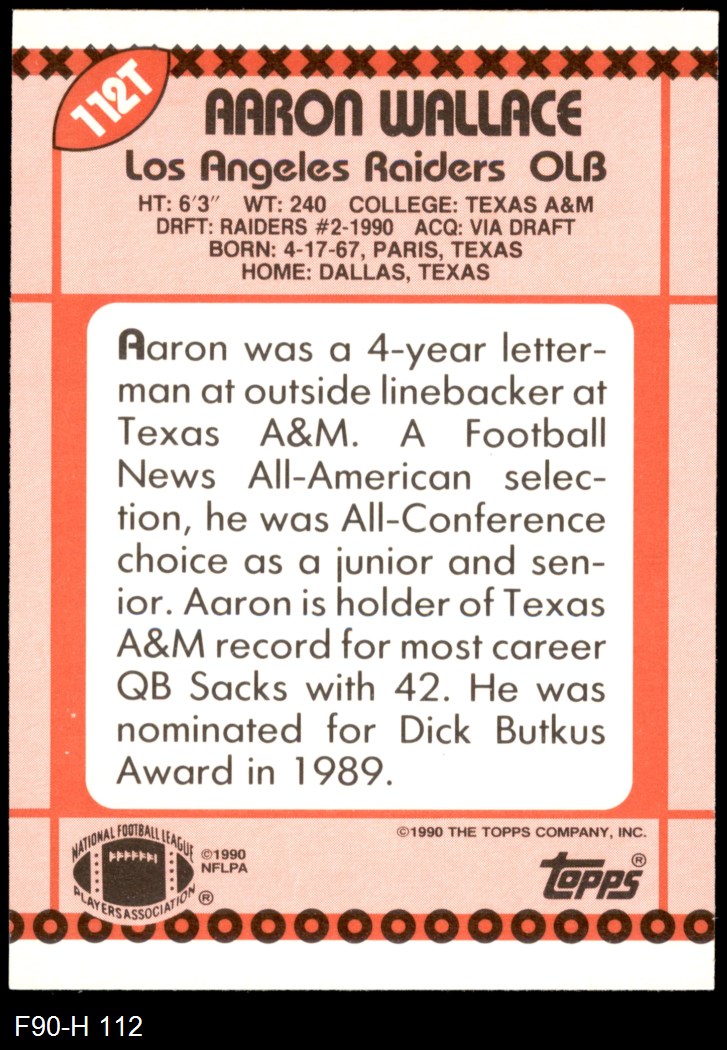 112T
AARON WALLACE
Los Angeles Raiders OLB
HT: 6'3" WT: 240 COLLEGE: TEXAS A&M
DRFT: RAIDERS #2-1990 ACQ: VIA DRAFT
BORN: 4-17-67, PARIS, TEXAS
HOME: DALLAS, TEXAS
Aaron was a 4-year letter-
man at outside linebacker at
Texas A&M. A Football
News All-American selec-
tion, he was All-Conference
choice as a junior and sen-
ior. Aaron is holder of Texas
A&M record for most career
QB Sacks with 42. He was
nominated for Dick Butkus
Award in 1989.
NATIONAL FOOTBALL LEAGUE
PLAYERS ASSOCIATION
®
©1990
NFLPA
©1990 THE TOPPS COMPANY, INC.
topps®
F90-H 112